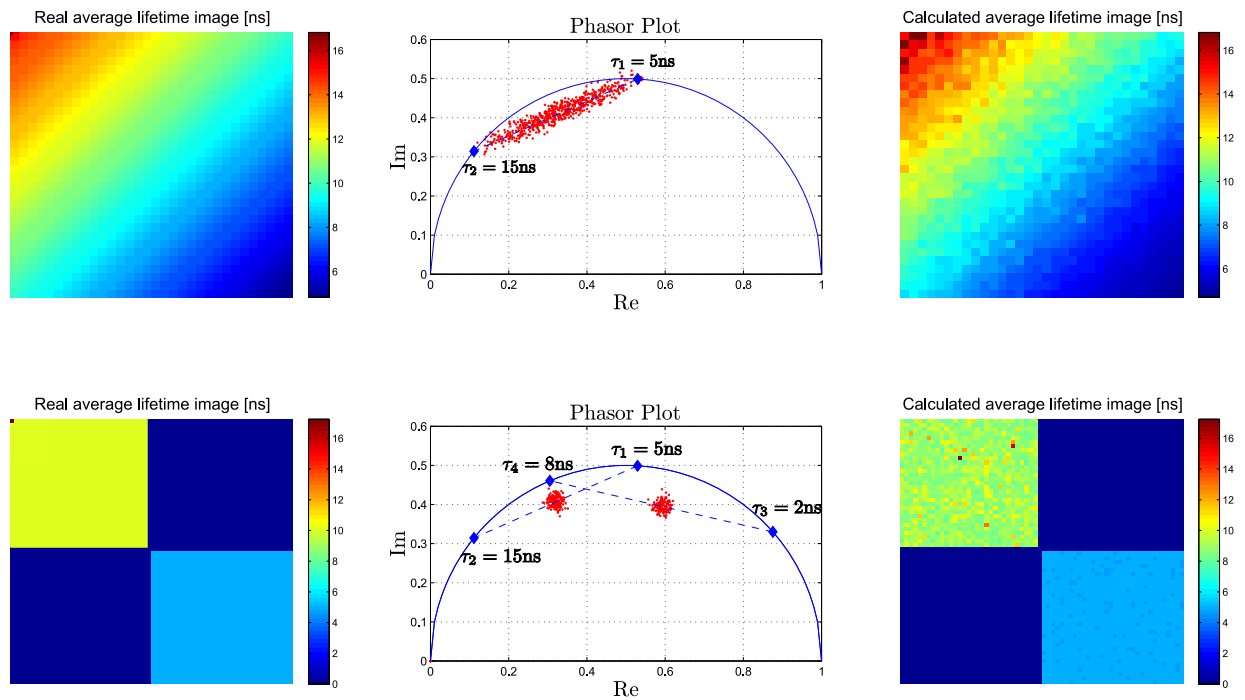 Real average lifetime image [ns]
16
14
12
10
8
6
Phasor Plot
0.6
0.5
0.4
0.3
0.2
0.1
0
Im
τ₁ = 5ns
τ₂ = 15ns
0 0.2 0.4 0.6 0.8 1
Re
Calculated average lifetime image [ns]
16
14
12
10
8
6
Real average lifetime image [ns]
16
14
12
10
8
6
4
2
0
Phasor Plot
0.6
0.5
0.4
0.3
0.2
0.1
0
Im
τ₁ = 5ns
τ₄ = 8ns
τ₃ = 2ns
τ₂ = 15ns
0 0.2 0.4 0.6 0.8 1
Re
Calculated average lifetime image [ns]
16
14
12
10
8
6
4
2
0